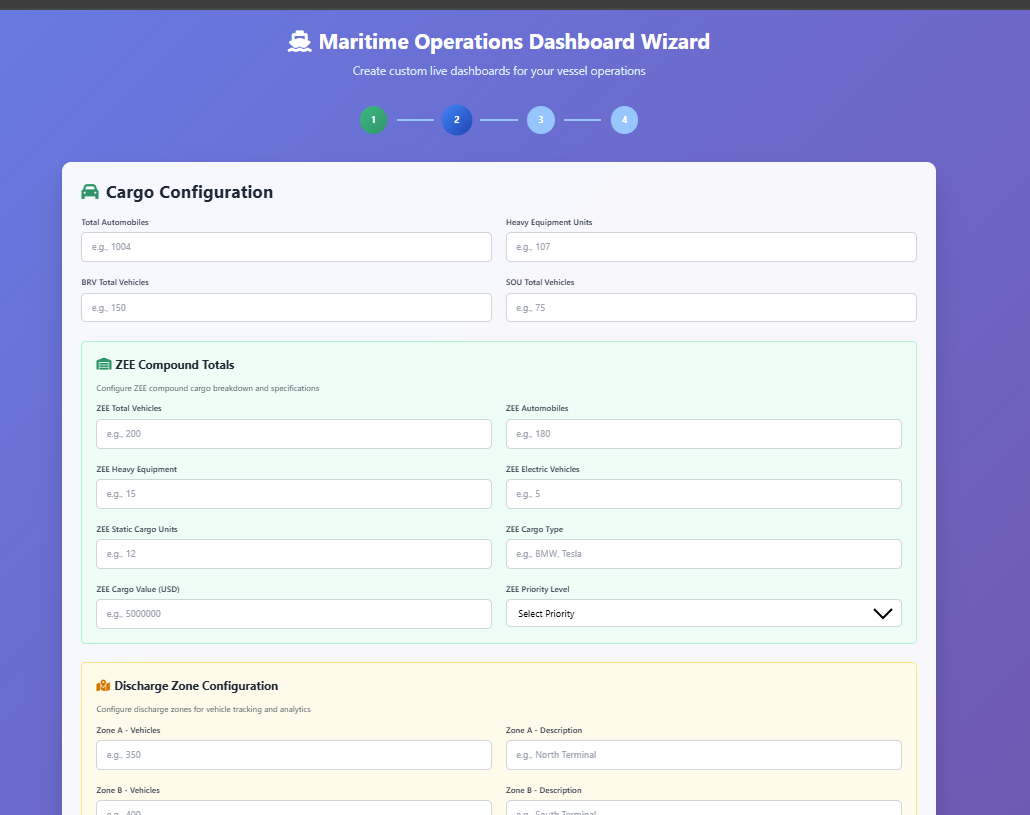 Maritime Operations Dashboard Wizard
Create custom live dashboards for your vessel operations
1 2 3 4
Cargo Configuration
Total Automobiles Heavy Equipment Units
e.g., 1004 e.g., 107
BRV Total Vehicles SOU Total Vehicles
e.g., 150 e.g., 75
ZEE Compound Totals
Configure ZEE compound cargo breakdown and specifications
ZEE Total Vehicles ZEE Automobiles
e.g., 200 e.g., 180
ZEE Heavy Equipment ZEE Electric Vehicles
e.g., 15 e.g., 5
ZEE Static Cargo Units ZEE Cargo Type
e.g., 12 e.g., BMW, Tesla
ZEE Cargo Value (USD) ZEE Priority Level
e.g., 5000000 Select Priority
Discharge Zone Configuration
Configure discharge zones for vehicle tracking and analytics
Zone A - Vehicles Zone A - Description
e.g., 350 e.g., North Terminal
Zone B - Vehicles Zone B - Description
e.g., 400 e.g., South Terminal